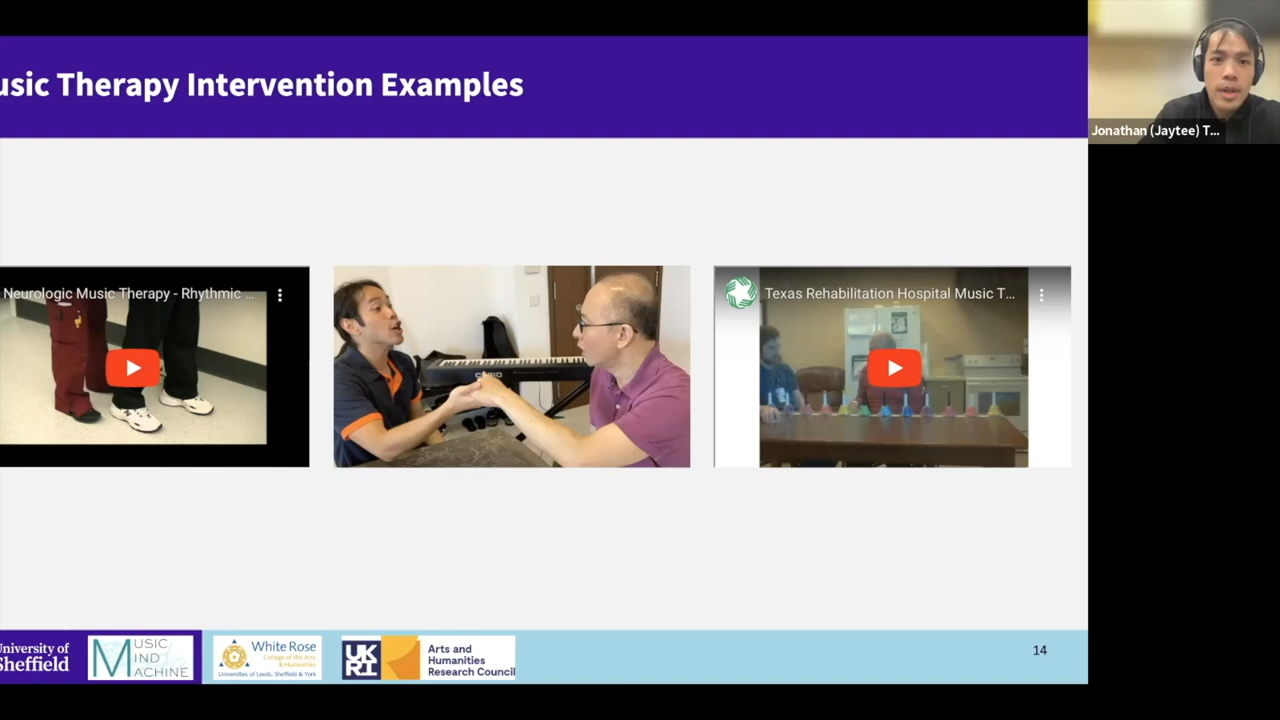 usic Therapy Intervention Examples
Jonathan (Jaytee) T...
Neurologic Music Therapy - Rhythmic ...
Texas Rehabilitation Hospital Music T...
CASIO
University of
Sheffield
MUSIC
MIND
MACHINE
White Rose
College of the Arts
& Humanities
Universities of Leeds, Sheffield & York
UK
RI
Arts and
Humanities
Research Council
14